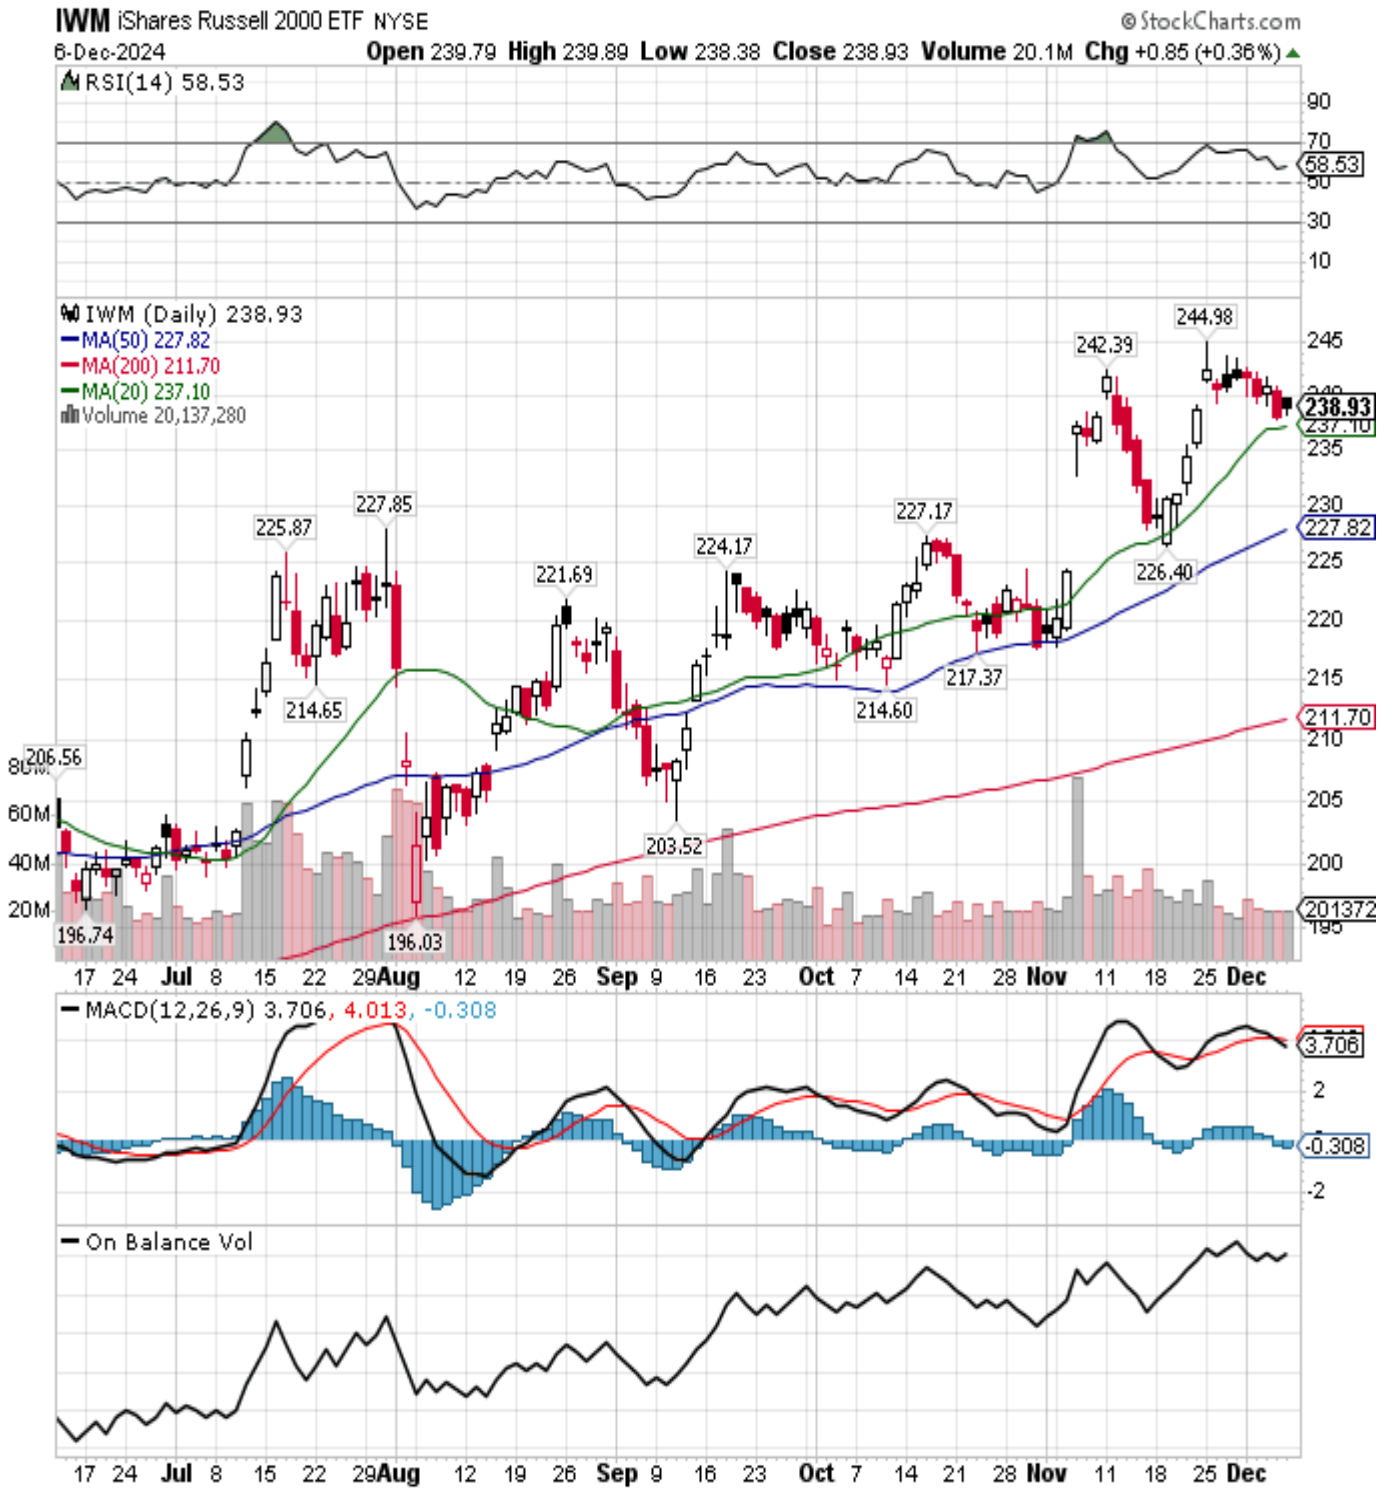 IWM iShares Russell 2000 ETF NYSE © StockCharts.com
6-Dec-2024 Open 239.79 High 239.89 Low 238.38 Close 238.93 Volume 20.1M Chg +0.85 (+0.36%)
RSI(14) 58.53
90
70
58.53
50
30
10
IWM (Daily) 238.93
MA(50) 227.82
MA(200) 211.70
MA(20) 237.10
Volume 20,137,280
244.98
242.39
245
240
238.93
237.10
235
230
227.82
225
220
215
211.70
210
205
200
201372
195
227.85
225.87
227.17
224.17
221.69
226.40
217.37
214.65
214.60
206.56
203.52
196.74
196.03
80M
60M
40M
20M
17 24 Jul 8 15 22 29 Aug 12 19 26 Sep 9 16 23 Oct 7 14 21 28 Nov 11 18 25 Dec
MACD(12,26,9) 3.706, 4.013, -0.308
3.706
2
-0.308
-2
On Balance Vol
17 24 Jul 8 15 22 29 Aug 12 19 26 Sep 9 16 23 Oct 7 14 21 28 Nov 11 18 25 Dec